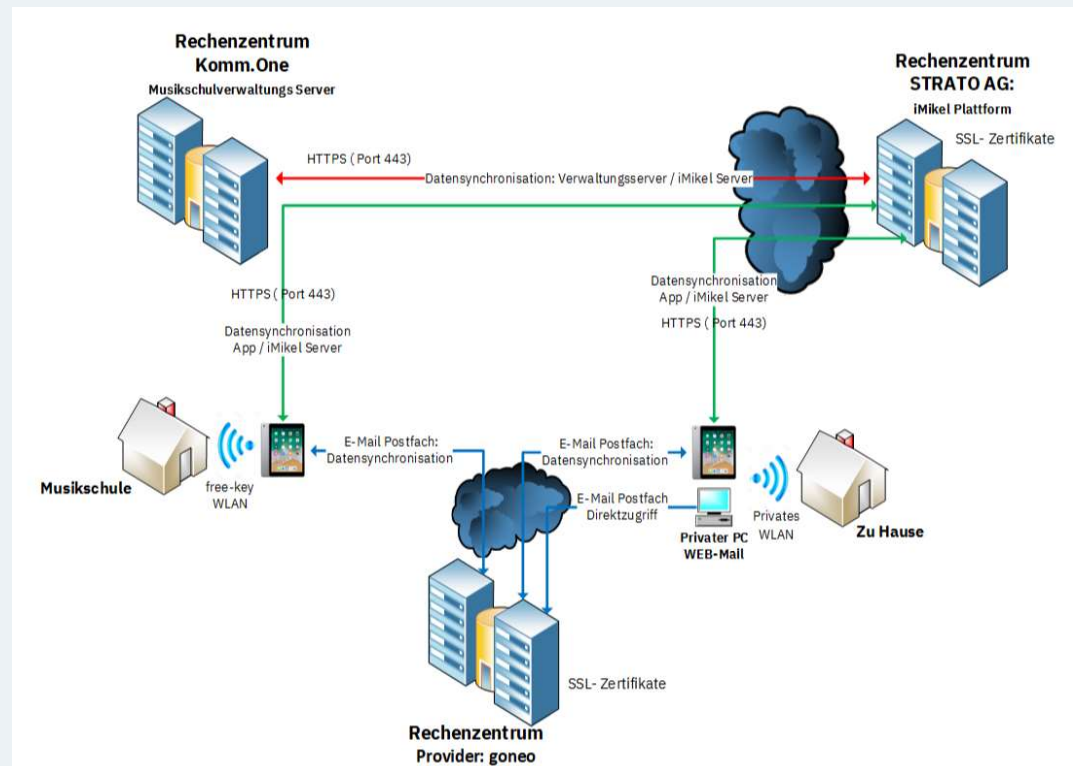 Rechenzentrum
Komm.One
Musikschulverwaltungs Server
Rechenzentrum
STRATO AG:
iMikel Plattform
SSL- Zertifikate
HTTPS ( Port 443)
Datensynchronisation: Verwaltungsserver / iMikel Server
HTTPS ( Port 443)
Datensynchronisation
App / iMikel Server
Datensynchronisation
App / iMikel Server
HTTPS ( Port 443)
Musikschule
free-key
WLAN
E-Mail Postfach:
Datensynchronisation
E-Mail Postfach:
Datensynchronisation
E-Mail Postfach
Direktzugriff
Privater PC
WEB-Mail
Privates
WLAN
Zu Hause
SSL- Zertifikate
Rechenzentrum
Provider: goneo